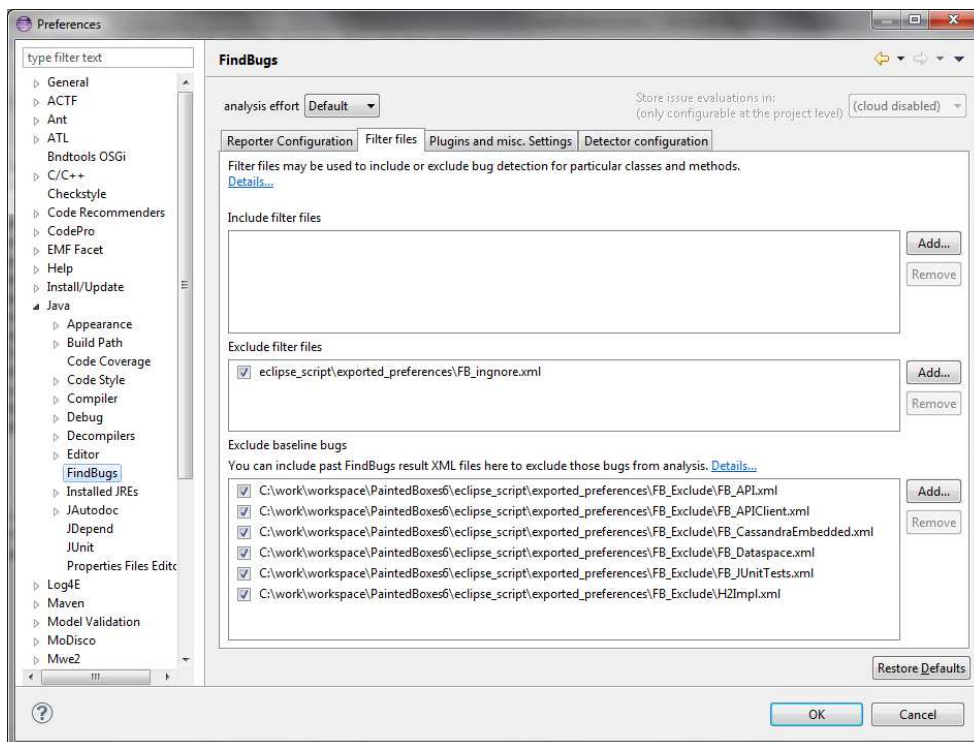 Preferences
type filter text
General
ACTF
Ant
ATL
Bndtools OSGi
C/C++
Checkstyle
Code Recommenders
CodePro
EMF Facet
Help
Install/Update
Java
Appearance
Build Path
Code Coverage
Code Style
Compiler
Debug
Decompilers
Editor
FindBugs
Installed JREs
JAutodoc
JDepend
JUnit
Properties Files Edito
Log4E
Maven
Model Validation
MoDisco
Mwe2
FindBugs
analysis effort Default
Store issue evaluations in:
(only configurable at the project level) (cloud disabled)
Reporter Configuration Filter files Plugins and misc. Settings Detector configuration
Filter files may be used to include or exclude bug detection for particular classes and methods.
Details...
Include filter files
Add...
Remove
Exclude filter files
eclipse_script\exported_preferences\FB_ingnore.xml
Add...
Remove
Exclude baseline bugs
You can include past FindBugs result XML files here to exclude those bugs from analysis. Details...
C:\work\workspace\PaintedBoxes6\eclipse_script\exported_preferences\FB_Exclude\FB_API.xml
C:\work\workspace\PaintedBoxes6\eclipse_script\exported_preferences\FB_Exclude\FB_APIClient.xml
C:\work\workspace\PaintedBoxes6\eclipse_script\exported_preferences\FB_Exclude\FB_CassandraEmbedded.xml
C:\work\workspace\PaintedBoxes6\eclipse_script\exported_preferences\FB_Exclude\FB_Dataspace.xml
C:\work\workspace\PaintedBoxes6\eclipse_script\exported_preferences\FB_Exclude\FB_JUnitTests.xml
C:\work\workspace\PaintedBoxes6\eclipse_script\exported_preferences\FB_Exclude\H2Impl.xml
Add...
Remove
Restore Defaults
OK Cancel